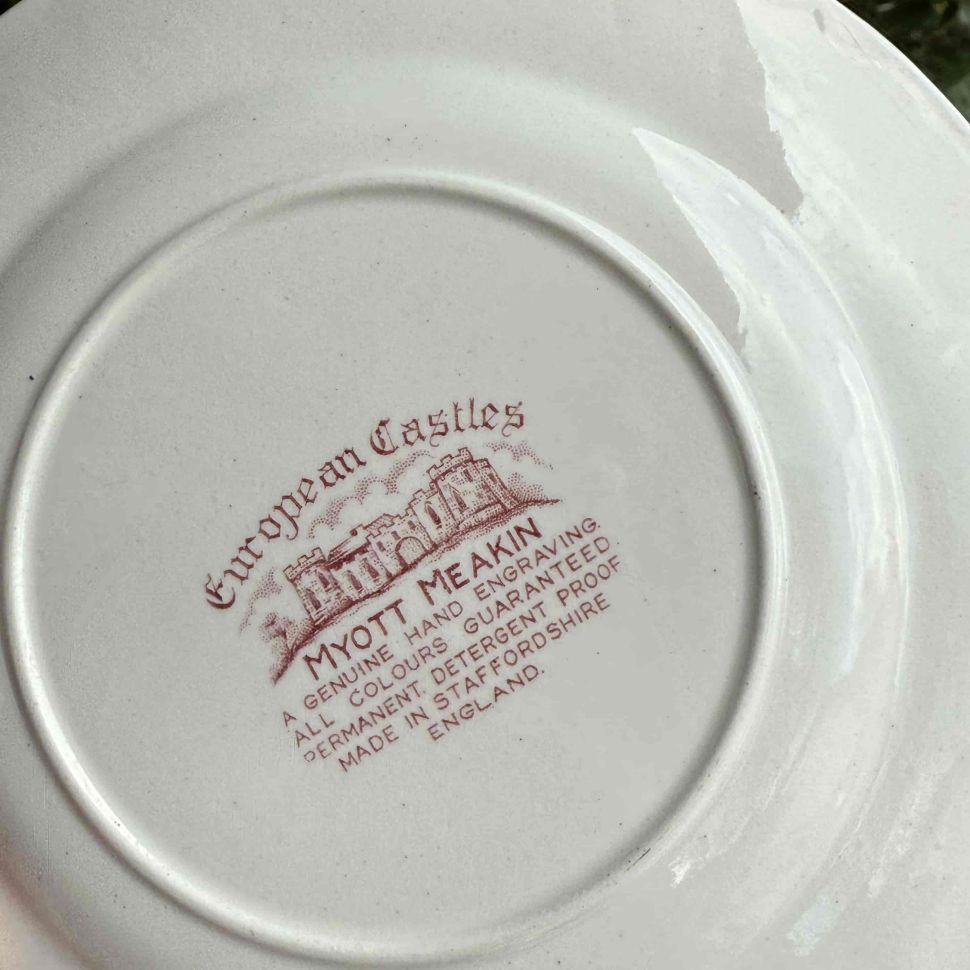 European Castles
MYOTT MEAKIN
A GENUINE HAND ENGRAVING.
ALL COLOURS GUARANTEED
PERMANENT, DETERGENT PROOF
MADE IN STAFFORDSHIRE
ENGLAND.